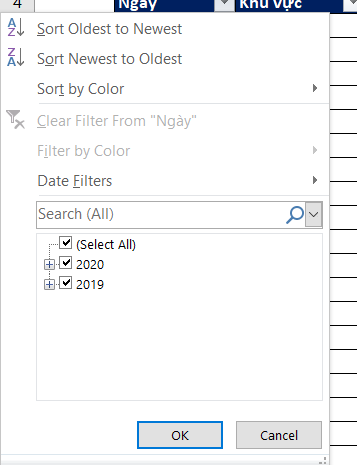 4 Ngày Khu vực
Sort Oldest to Newest
Sort Newest to Oldest
Sort by Color
Clear Filter From "Ngày"
Filter by Color
Date Filters
Search (All)
(Select All)
2020
2019
OK Cancel